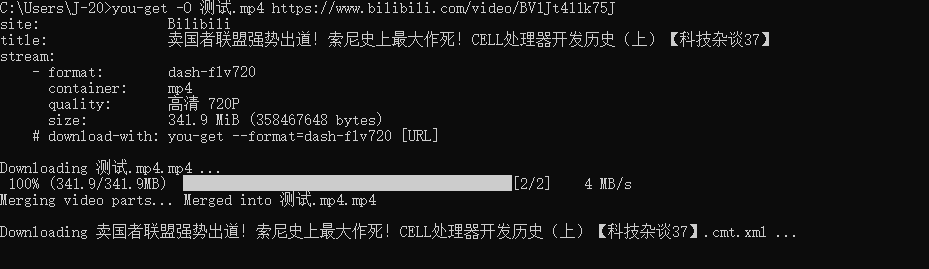 C:\Users\J-20>you-get -O 测试.mp4 https://www.bilibili.com/video/BV1Jt411k75J
site:                Bilibili
title:               卖国者联盟强势出道！索尼史上最大作死！CELL处理器开发历史（上）【科技杂谈37】
stream:
    - format:        dash-flv720
      container:     mp4
      quality:       高清 720P
      size:          341.9 MiB (358467648 bytes)
    # download-with: you-get --format=dash-flv720 [URL]
Downloading 测试.mp4.mp4 ...
 100% (341.9/341.9MB) [2/2]    4 MB/s
Merging video parts... Merged into 测试.mp4.mp4
Downloading 卖国者联盟强势出道！索尼史上最大作死！CELL处理器开发历史（上）【科技杂谈37】.cmt.xml ...